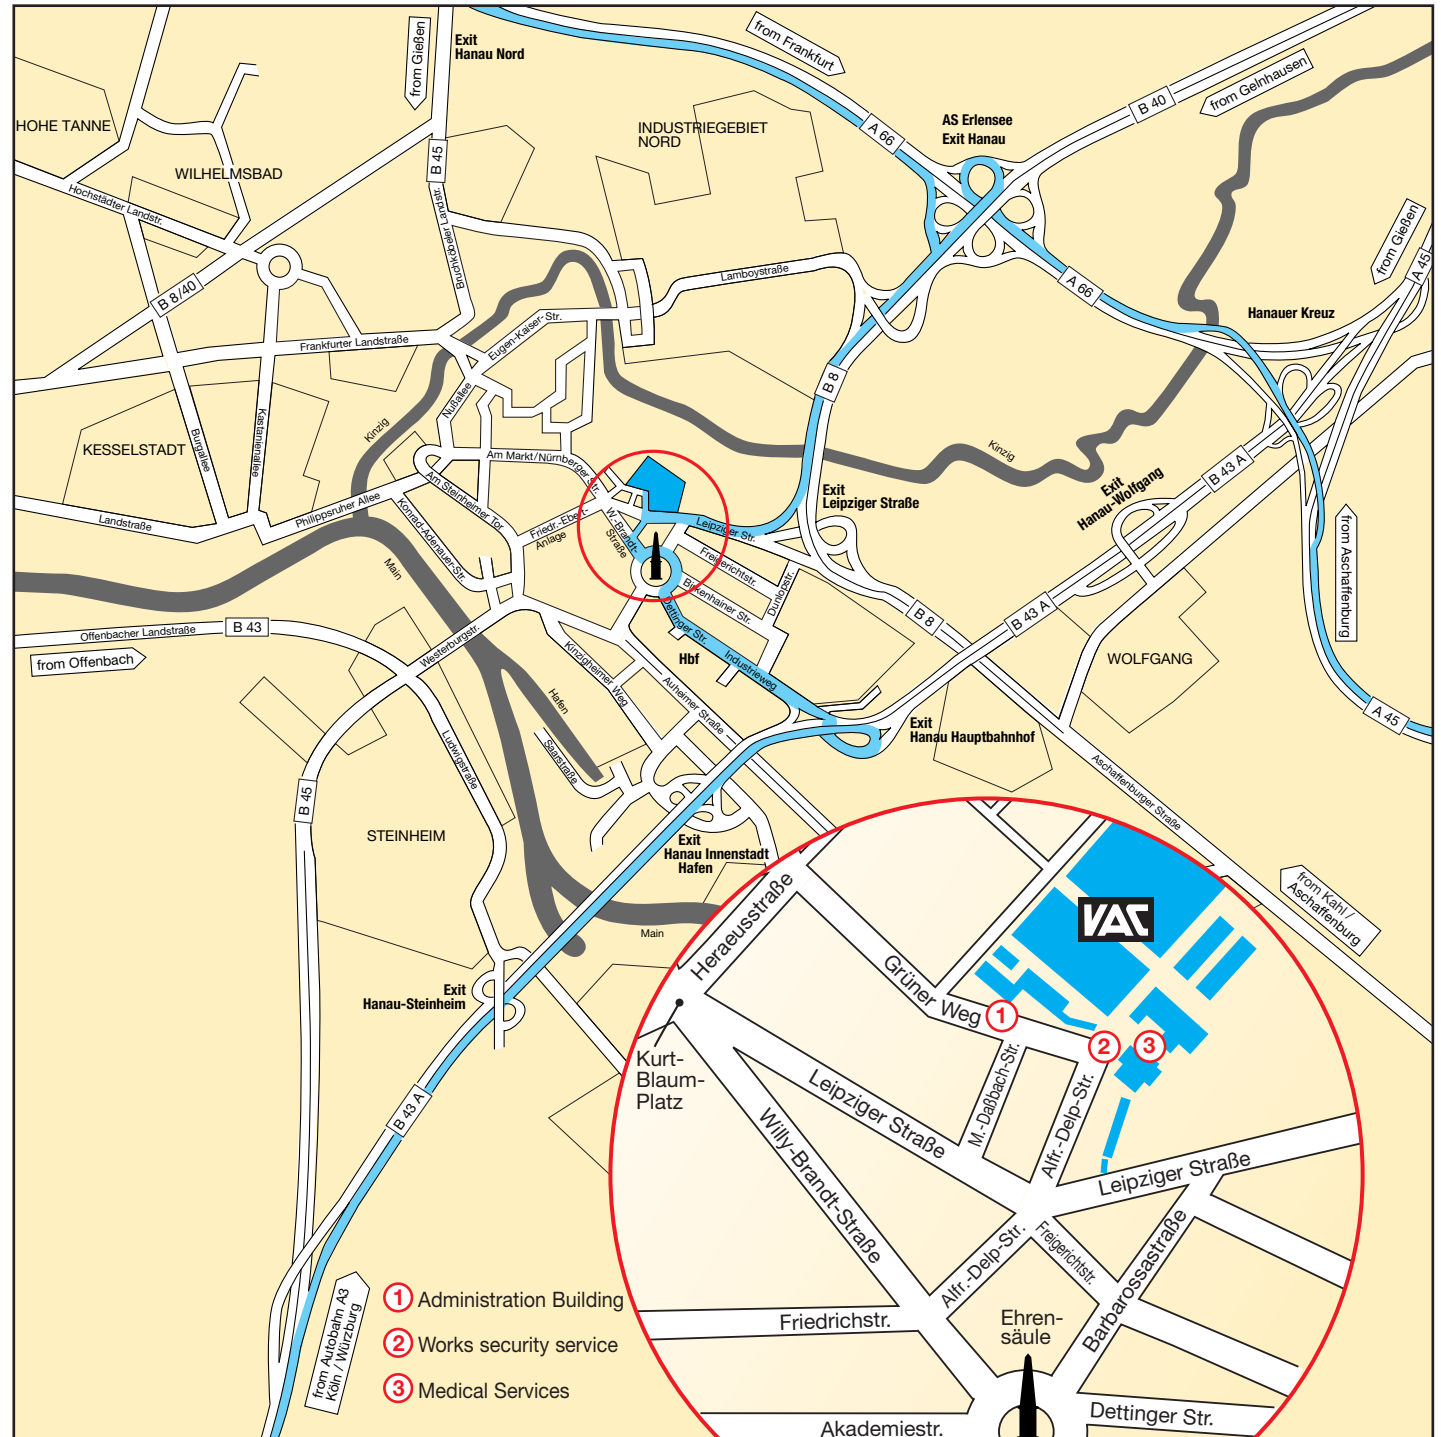 Exit
Hanau Nord
from Gießen
from Frankfurt
A 66
AS Erlensee
Exit Hanau
B 40
from Gelnhausen
HOHE TANNE
WILHELMSBAD
INDUSTRIEGEBIET
NORD
B 45
Hochstädter Landstr.
Bruchköbeler Landstr.
B 8/40
Lamboystraße
A 66
from Gießen
A 45
Hanauer Kreuz
Eugen-Kaiser-Str.
Frankfurter Landstraße
Nußallee
B 8
Kinzig
Kinzig
KESSELSTADT
Burgallee
Kastanienallee
Am Markt/Nürnberger Str.
Am Steinheimer Tor
Philippsruher Allee
Landstraße
Konrad-Adenauer-Str.
Friedr.-Ebert-
Anlage
W.-Brandt-
Straße
Leipziger Str.
Exit
Leipziger Straße
Exit
Hanau-Wolfgang
B 43 A
from Aschaffenburg
Main
Freigerichtstr.
Birkenhainer Str.
Dunlopstr.
Dettinger Str.
Industrieweg
Hbf
B 8
B 43 A
WOLFGANG
Offenbacher Landstraße
B 43
from Offenbach
Westerburgstr.
Kinzigheimer Weg
Auheimer Straße
Hafen
Saarstraße
Ludwigstraße
A 45
Exit
Hanau Hauptbahnhof
Aschaffenburger Straße
B 45
STEINHEIM
Exit
Hanau Innenstadt
Hafen
from Kahl /
Aschaffenburg
Main
Exit
Hanau-Steinheim
B 43 A
from Autobahn A3
Köln / Würzburg
VAC
Heraeusstraße
Grüner Weg
1
2
3
Kurt-
Blaum-
Platz
Leipziger Straße
M.-Daßbach-Str.
Alfr.-Delp-Str.
Willy-Brandt-Straße
Leipziger Straße
Alfr.-Delp-Str.
Freigerichtstr.
Barbarossastraße
Friedrichstr.
Ehren-
säule
Akademiestr.
Dettinger Str.
1 Administration Building
2 Works security service
3 Medical Services